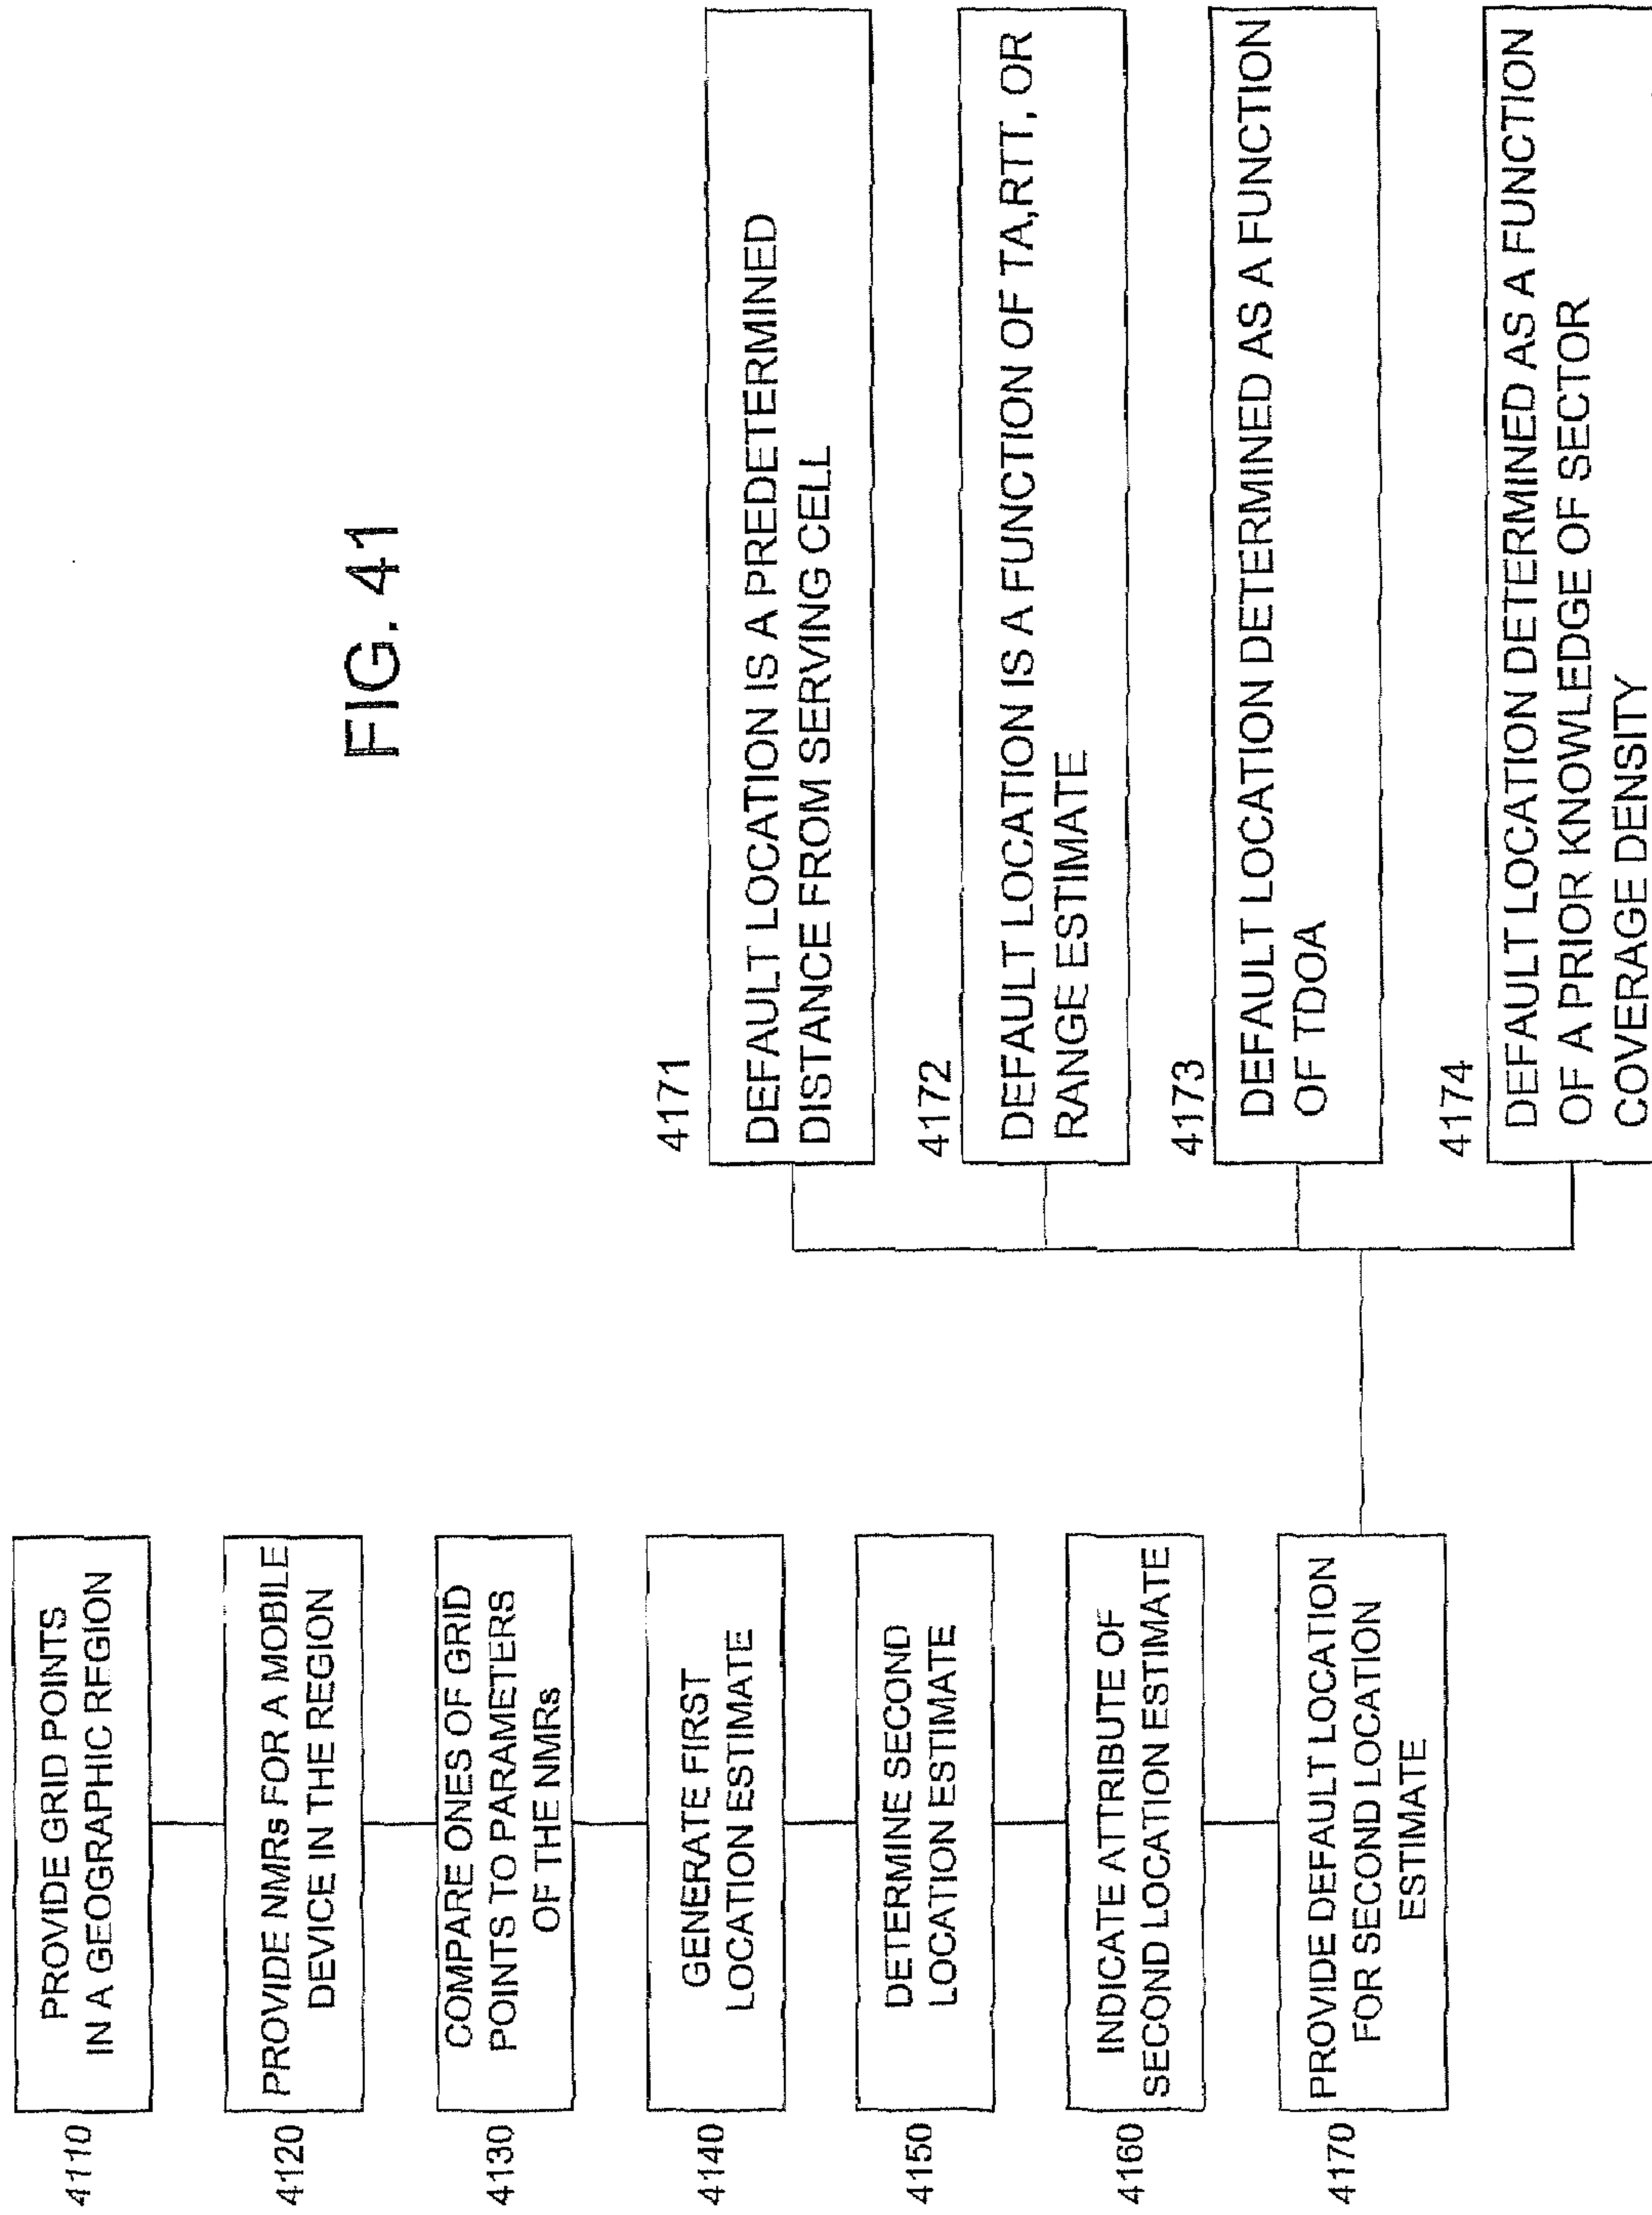 FIG. 41
4110
PROVIDE GRID POINTS
IN A GEOGRAPHIC REGION
4120
PROVIDE NMRs FOR A MOBILE
DEVICE IN THE REGION
4130
COMPARE ONES OF GRID
POINTS TO PARAMETERS
OF THE NMRs
4140
GENERATE FIRST
LOCATION ESTIMATE
4150
DETERMINE SECOND
LOCATION ESTIMATE
4160
INDICATE ATTRIBUTE OF
SECOND LOCATION ESTIMATE
4170
PROVIDE DEFAULT LOCATION
FOR SECOND LOCATION
ESTIMATE
4171
DEFAULT LOCATION IS A PREDETERMINED
DISTANCE FROM SERVING CELL
4172
DEFAULT LOCATION IS A FUNCTION OF TA,RTT, OR
RANGE ESTIMATE
4173
DEFAULT LOCATION DETERMINED AS A FUNCTION
OF TDOA
4174
DEFAULT LOCATION DETERMINED AS A FUNCTION
OF A PRIOR KNOWLEDGE OF SECTOR
COVERAGE DENSITY